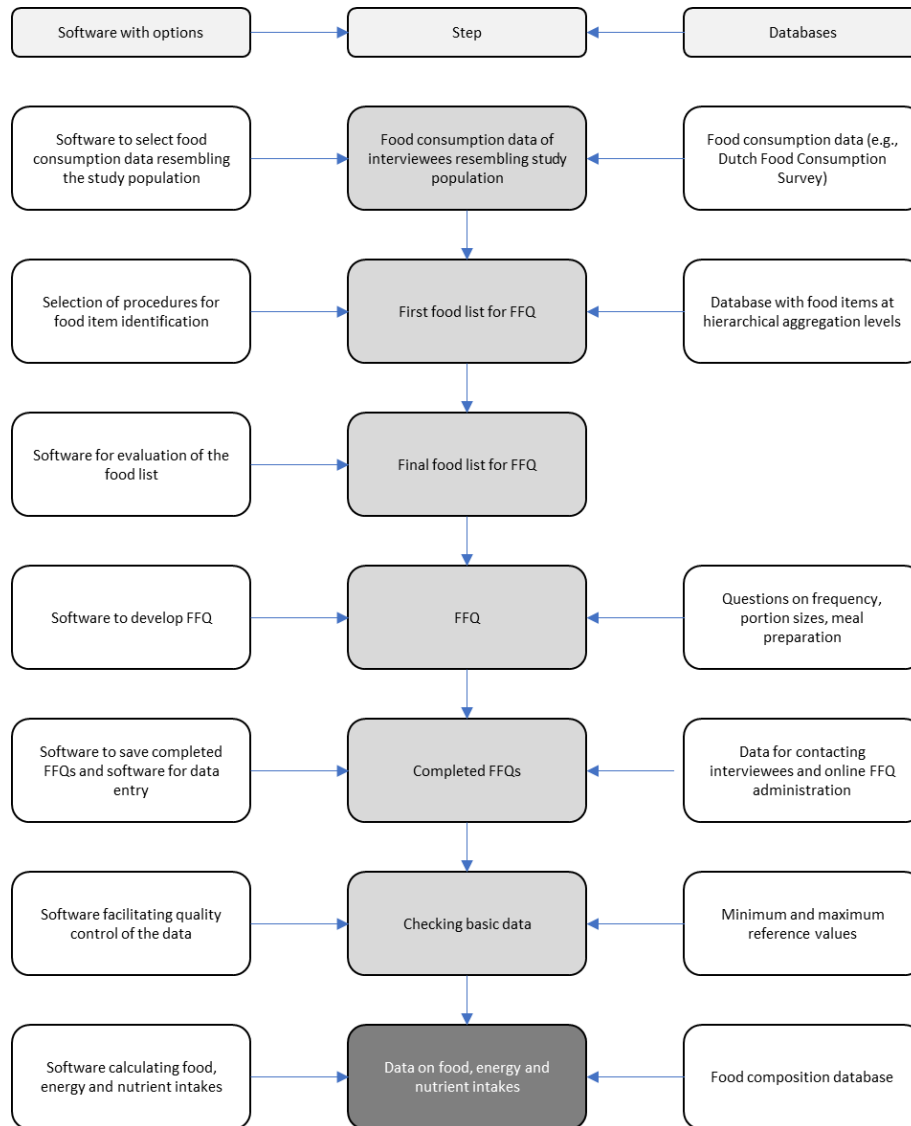 Software with options
Step
Databases
Software to select food
consumption data resembling
the study population
Food consumption data of
interviewees resembling study
population
Food consumption data (e.g.,
Dutch Food Consumption
Survey)
Selection of procedures for
food item identification
First food list for FFQ
Database with food items at
hierarchical aggregation levels
Software for evaluation of the
food list
Final food list for FFQ
Software to develop FFQ
FFQ
Questions on frequency,
portion sizes, meal
preparation
Software to save completed
FFQs and software for data
entry
Completed FFQs
Data for contacting
interviewees and online FFQ
administration
Software facilitating quality
control of the data
Checking basic data
Minimum and maximum
reference values
Software calculating food,
energy and nutrient intakes
Data on food, energy and
nutrient intakes
Food composition database